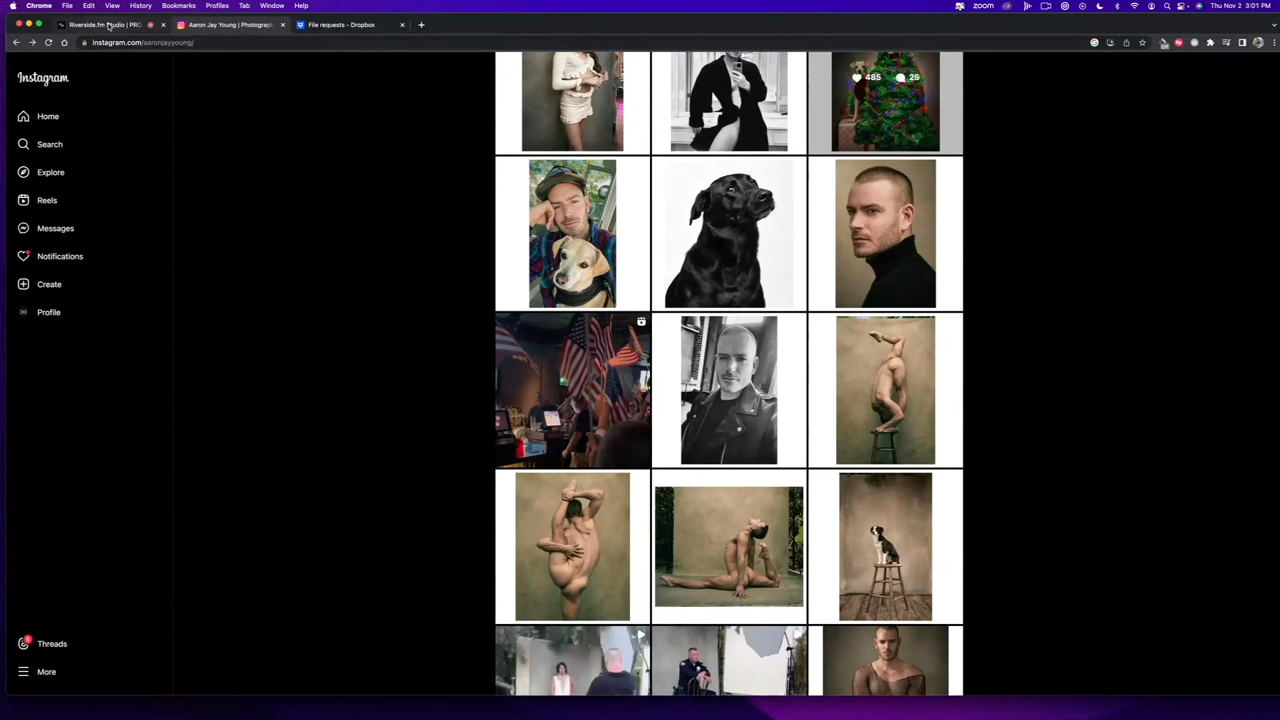 Chrome File Edit View History Bookmarks Profiles Tab Window Help zoom Thu Nov 2 3:01 PM
Riverside.fm Studio | PRO Aaron Jay Young | Photograph File requests - Dropbox
instagram.com/aaronjayyoung/
Instagram
485 25
Home
Search
Explore
Reels
Messages
Notifications
Create
Profile
Threads
More